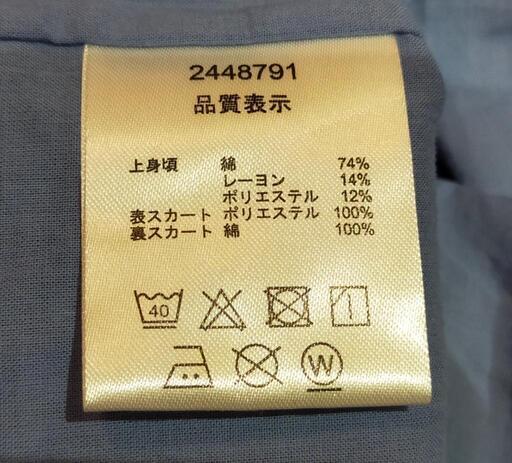 2448791
品質表示
上身頃 綿 74%
レーヨン 14%
ポリエステル 12%
表スカート ポリエステル 100%
裏スカート 綿 100%
40
W